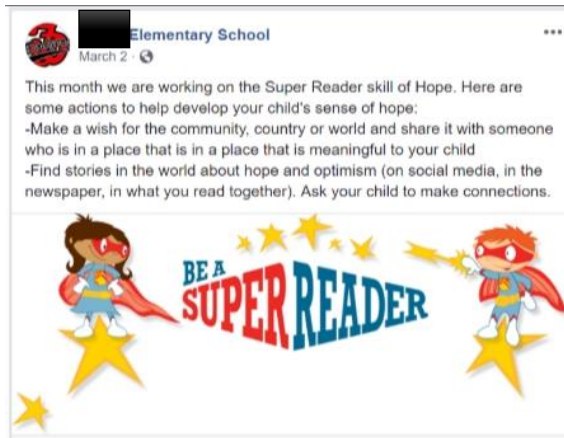 Elementary School
March 2 ·
This month we are working on the Super Reader skill of Hope. Here are
some actions to help develop your child's sense of hope:
-Make a wish for the community, country or world and share it with someone
who is in a place that is in a place that is meaningful to your child
-Find stories in the world about hope and optimism (on social media, in the
newspaper, in what you read together). Ask your child to make connections.
BE A
SUPER READER